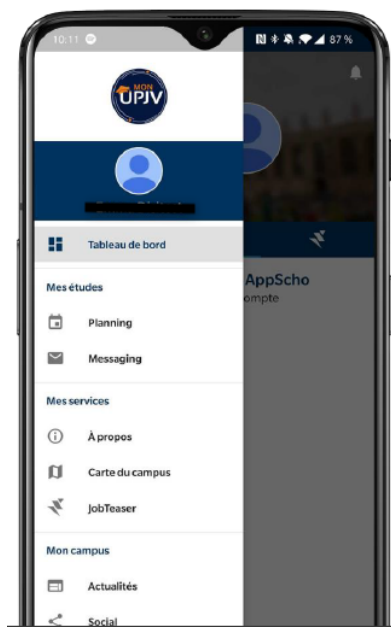 10:11
87 %
MON
UPJV
Tableau de bord
AppScho
ompte
Mes études
Planning
Messaging
Mes services
À propos
Carte du campus
JobTeaser
Mon campus
Actualités
Social